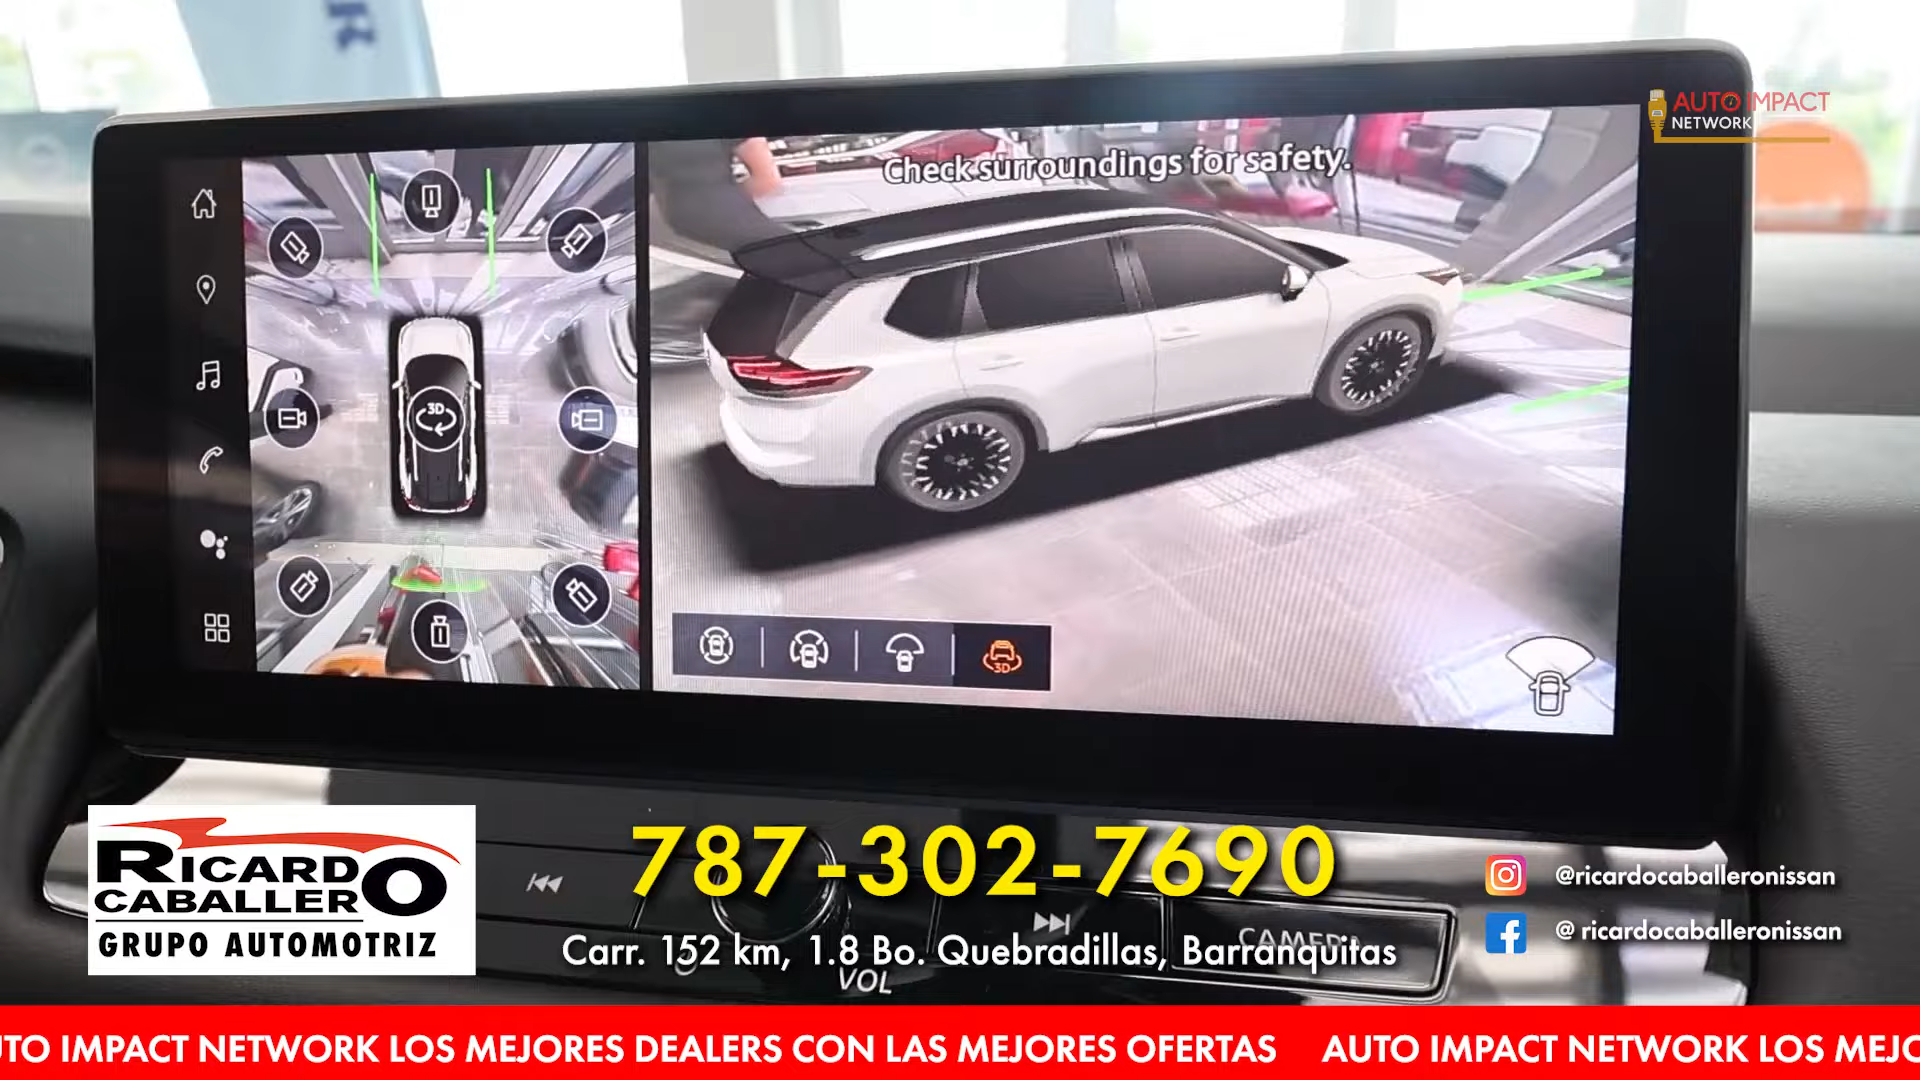 AUTO IMPACT
NETWORK
Check surroundings for safety.
3D
3D
RICARDO
CABALLERO
GRUPO AUTOMOTRIZ
787-302-7690
Carr. 152 km, 1.8 Bo. Quebradillas, Barranquitas
VOL
@ricardocaballeronissan
@ ricardocaballeronissan
UTO IMPACT NETWORK LOS MEJORES DEALERS CON LAS MEJORES OFERTAS AUTO IMPACT NETWORK LOS MEJO